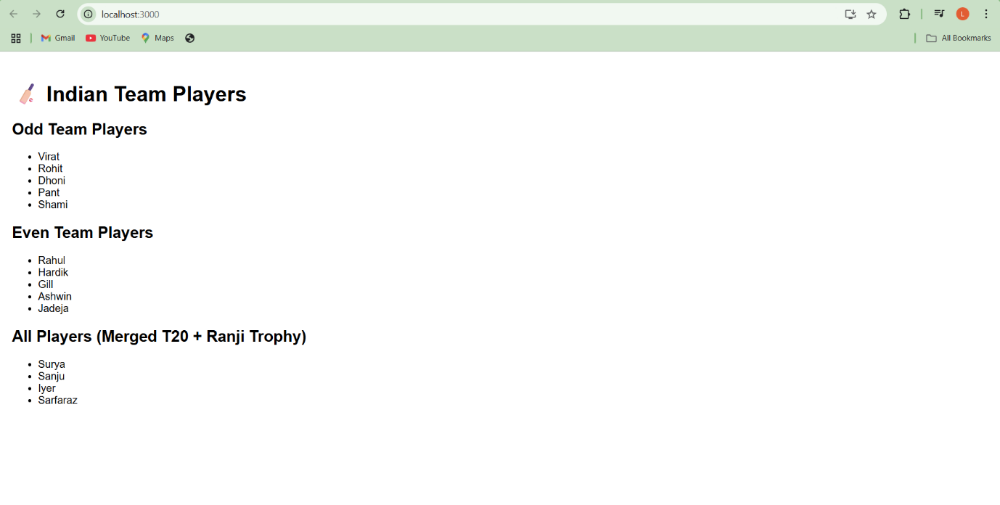 localhost:3000
L
Gmail
YouTube
Maps
All Bookmarks
Indian Team Players
Odd Team Players
Virat
Rohit
Dhoni
Pant
Shami
Even Team Players
Rahul
Hardik
Gill
Ashwin
Jadeja
All Players (Merged T20 + Ranji Trophy)
Surya
Sanju
Iyer
Sarfaraz